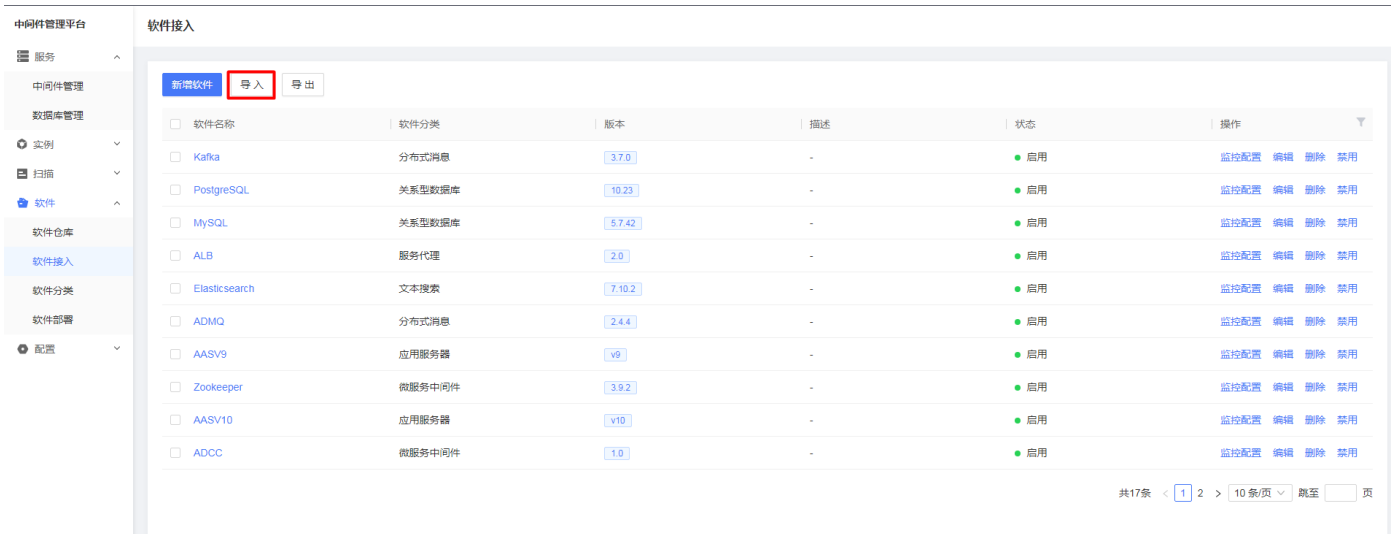 中间件管理平台
软件接入
服务
中间件管理
数据库管理
实例
扫描
软件
软件仓库
软件接入
软件分类
软件部署
配置
新增软件 导入 导出
软件名称 软件分类 版本 描述 状态 操作
Kafka 分布式消息 3.7.0 - 启用 监控配置 编辑 删除 禁用
PostgreSQL 关系型数据库 10.23 - 启用 监控配置 编辑 删除 禁用
MySQL 关系型数据库 5.7.42 - 启用 监控配置 编辑 删除 禁用
ALB 服务代理 2.0 - 启用 监控配置 编辑 删除 禁用
Elasticsearch 文本搜索 7.10.2 - 启用 监控配置 编辑 删除 禁用
ADMQ 分布式消息 2.4.4 - 启用 监控配置 编辑 删除 禁用
AASV9 应用服务器 v9 - 启用 监控配置 编辑 删除 禁用
Zookeeper 微服务中间件 3.9.2 - 启用 监控配置 编辑 删除 禁用
AASV10 应用服务器 v10 - 启用 监控配置 编辑 删除 禁用
ADCC 微服务中间件 1.0 - 启用 监控配置 编辑 删除 禁用
共17条 < 1 2 > 10 条/页 跳至 页